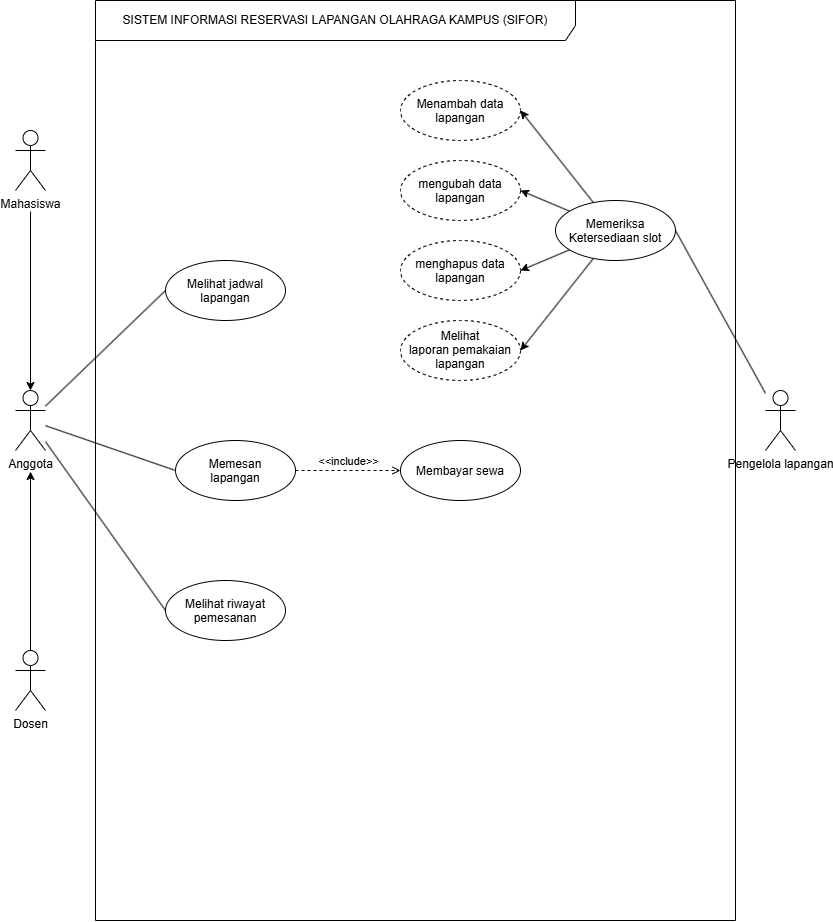 SISTEM INFORMASI RESERVASI LAPANGAN OLAHRAGA KAMPUS (SIFOR)
Menambah data
lapangan
mengubah data
lapangan
menghapus data
lapangan
Melihat
laporan pemakaian
lapangan
Memeriksa
Ketersediaan slot
Mahasiswa
Melihat jadwal
lapangan
Anggota
Memesan
lapangan
<<include>>
Membayar sewa
Pengelola lapangan
Melihat riwayat
pemesanan
Dosen